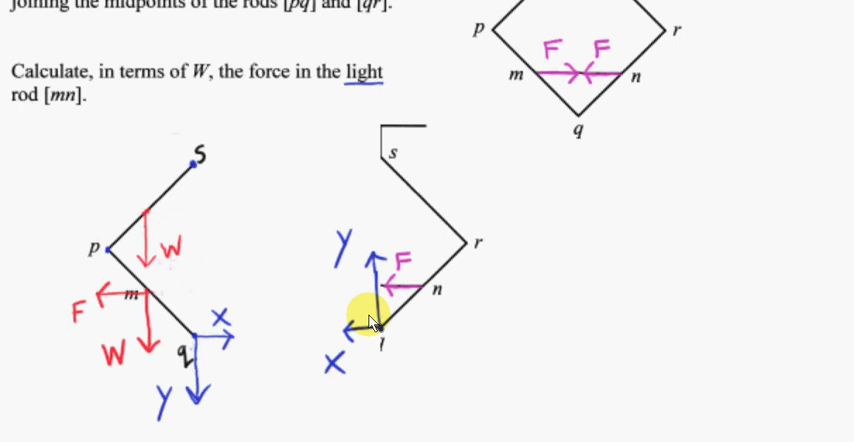 joining the midpoints of the rods [pq] and [qr].
Calculate, in terms of W, the force in the light
rod [mn].
p
r
F F
m
n
q
s
p
W
F
m
W
q
X
Y
s
r
Y
F
n
X